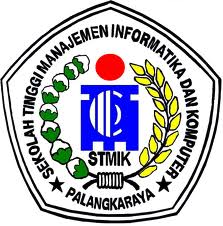 SEKOLAH TINGGI MANAJEMEN INFORMATIKA DAN KOMPUTER
STMIK
PALANGKARAYA